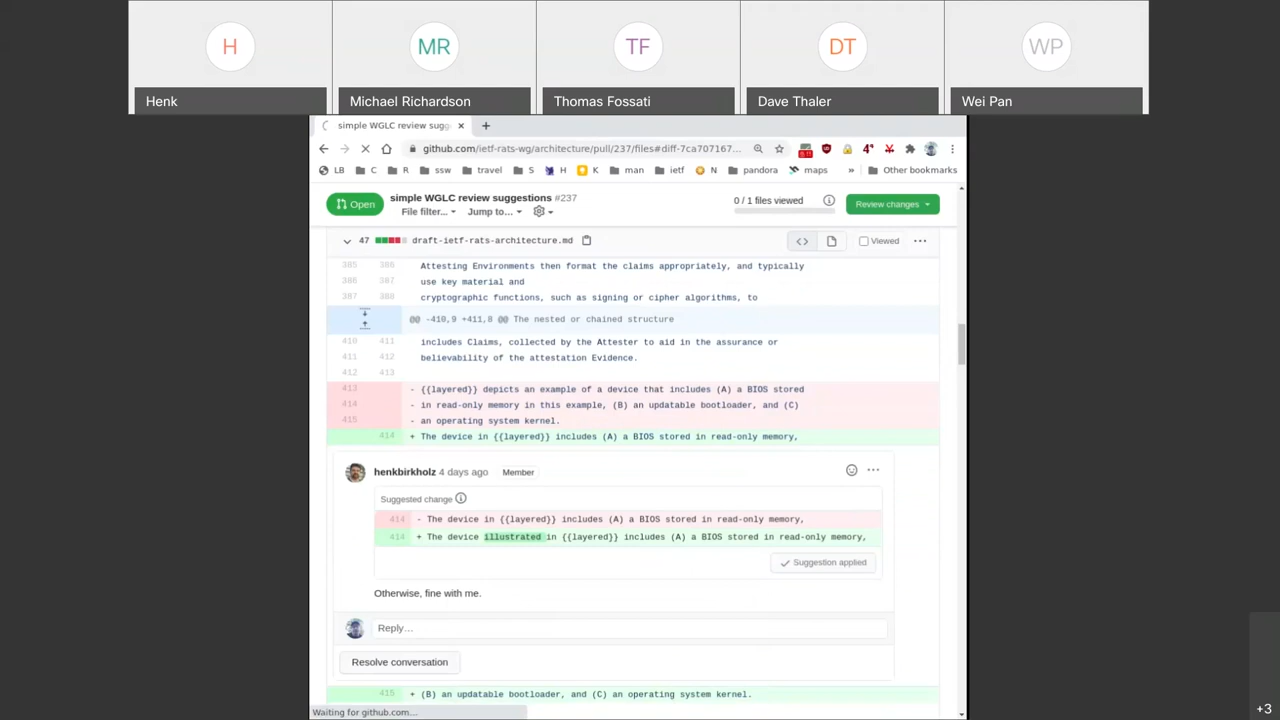 H
MR
TF
DT
WP
Henk
Michael Richardson
Thomas Fossati
Dave Thaler
Wei Pan
simple WGLC review sugg
github.com/ietf-rats-wg/architecture/pull/237/files#diff-7ca707167...
LB C R ssw travel S H K man ietf N pandora maps » Other bookmarks
Open
simple WGLC review suggestions #237
File filter... Jump to...
0 / 1 files viewed
Review changes
47 draft-ietf-rats-architecture.md
Viewed
385 386 Attesting Environments then format the claims appropriately, and typically
386 387 use key material and
387 388 cryptographic functions, such as signing or cipher algorithms, to
@@ -410,9 +411,8 @@ The nested or chained structure
410 411 includes Claims, collected by the Attester to aid in the assurance or
411 412 believability of the attestation Evidence.
412 413
413 - {{layered}} depicts an example of a device that includes (A) a BIOS stored
414 - in read-only memory in this example, (B) an updatable bootloader, and (C)
415 - an operating system kernel.
414 + The device in {{layered}} includes (A) a BIOS stored in read-only memory,
henkbirkholz 4 days ago Member
Suggested change
414 - The device in {{layered}} includes (A) a BIOS stored in read-only memory,
414 + The device illustrated in {{layered}} includes (A) a BIOS stored in read-only memory,
Suggestion applied
Otherwise, fine with me.
Reply...
Resolve conversation
415 + (B) an updatable bootloader, and (C) an operating system kernel.
Waiting for github.com...
+3